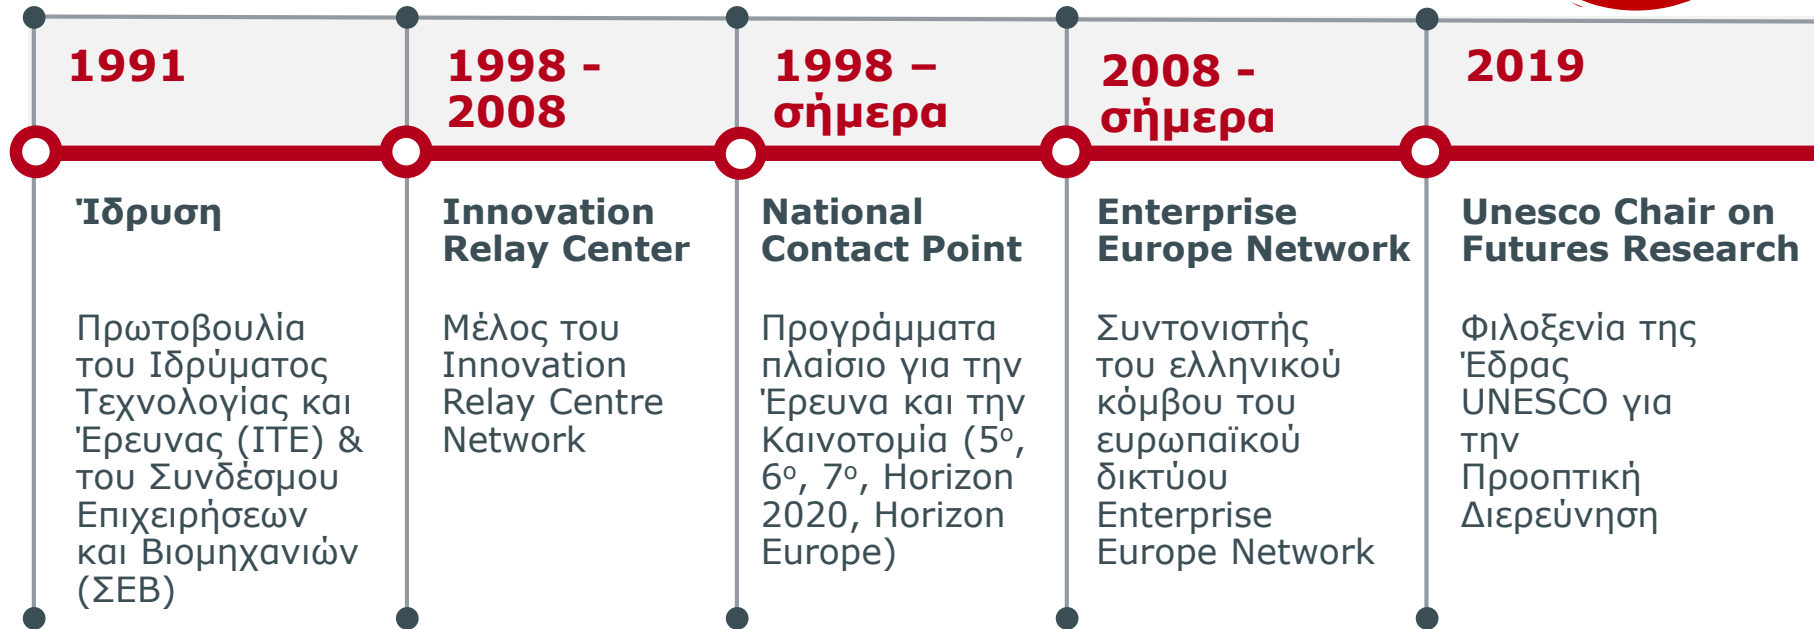 1991
1998 -
2008
1998 –
σήμερα
2008 -
σήμερα
2019
Ίδρυση
Πρωτοβουλία
του Ιδρύματος
Τεχνολογίας και
Έρευνας (ΙΤΕ) &
του Συνδέσμου
Επιχειρήσεων
και Βιομηχανιών
(ΣΕΒ)
Innovation
Relay Center
Μέλος του
Innovation
Relay Centre
Network
National
Contact Point
Προγράμματα
πλαίσιο για την
Έρευνα και την
Καινοτομία (5ο,
6ο, 7ο, Horizon
2020, Horizon
Europe)
Enterprise
Europe Network
Συντονιστής
του ελληνικού
κόμβου του
ευρωπαϊκού
δικτύου
Enterprise
Europe Network
Unesco Chair on
Futures Research
Φιλοξενία της
Έδρας
UNESCO για
την
Προοπτική
Διερεύνηση